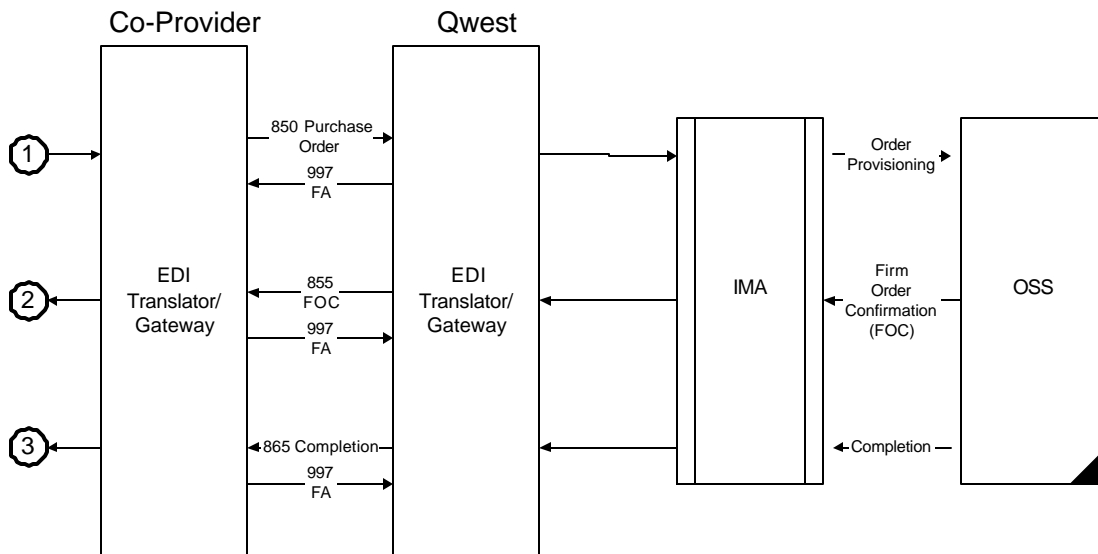 Co-Provider
Qwest
850 Purchase
Order
1
Order
Provisioning
997
FA
EDI
Translator/
Gateway
855
FOC
EDI
Translator/
Gateway
IMA
Firm
Order
Confirmation
(FOC)
OSS
2
997
FA
3
865 Completion
Completion
997
FA